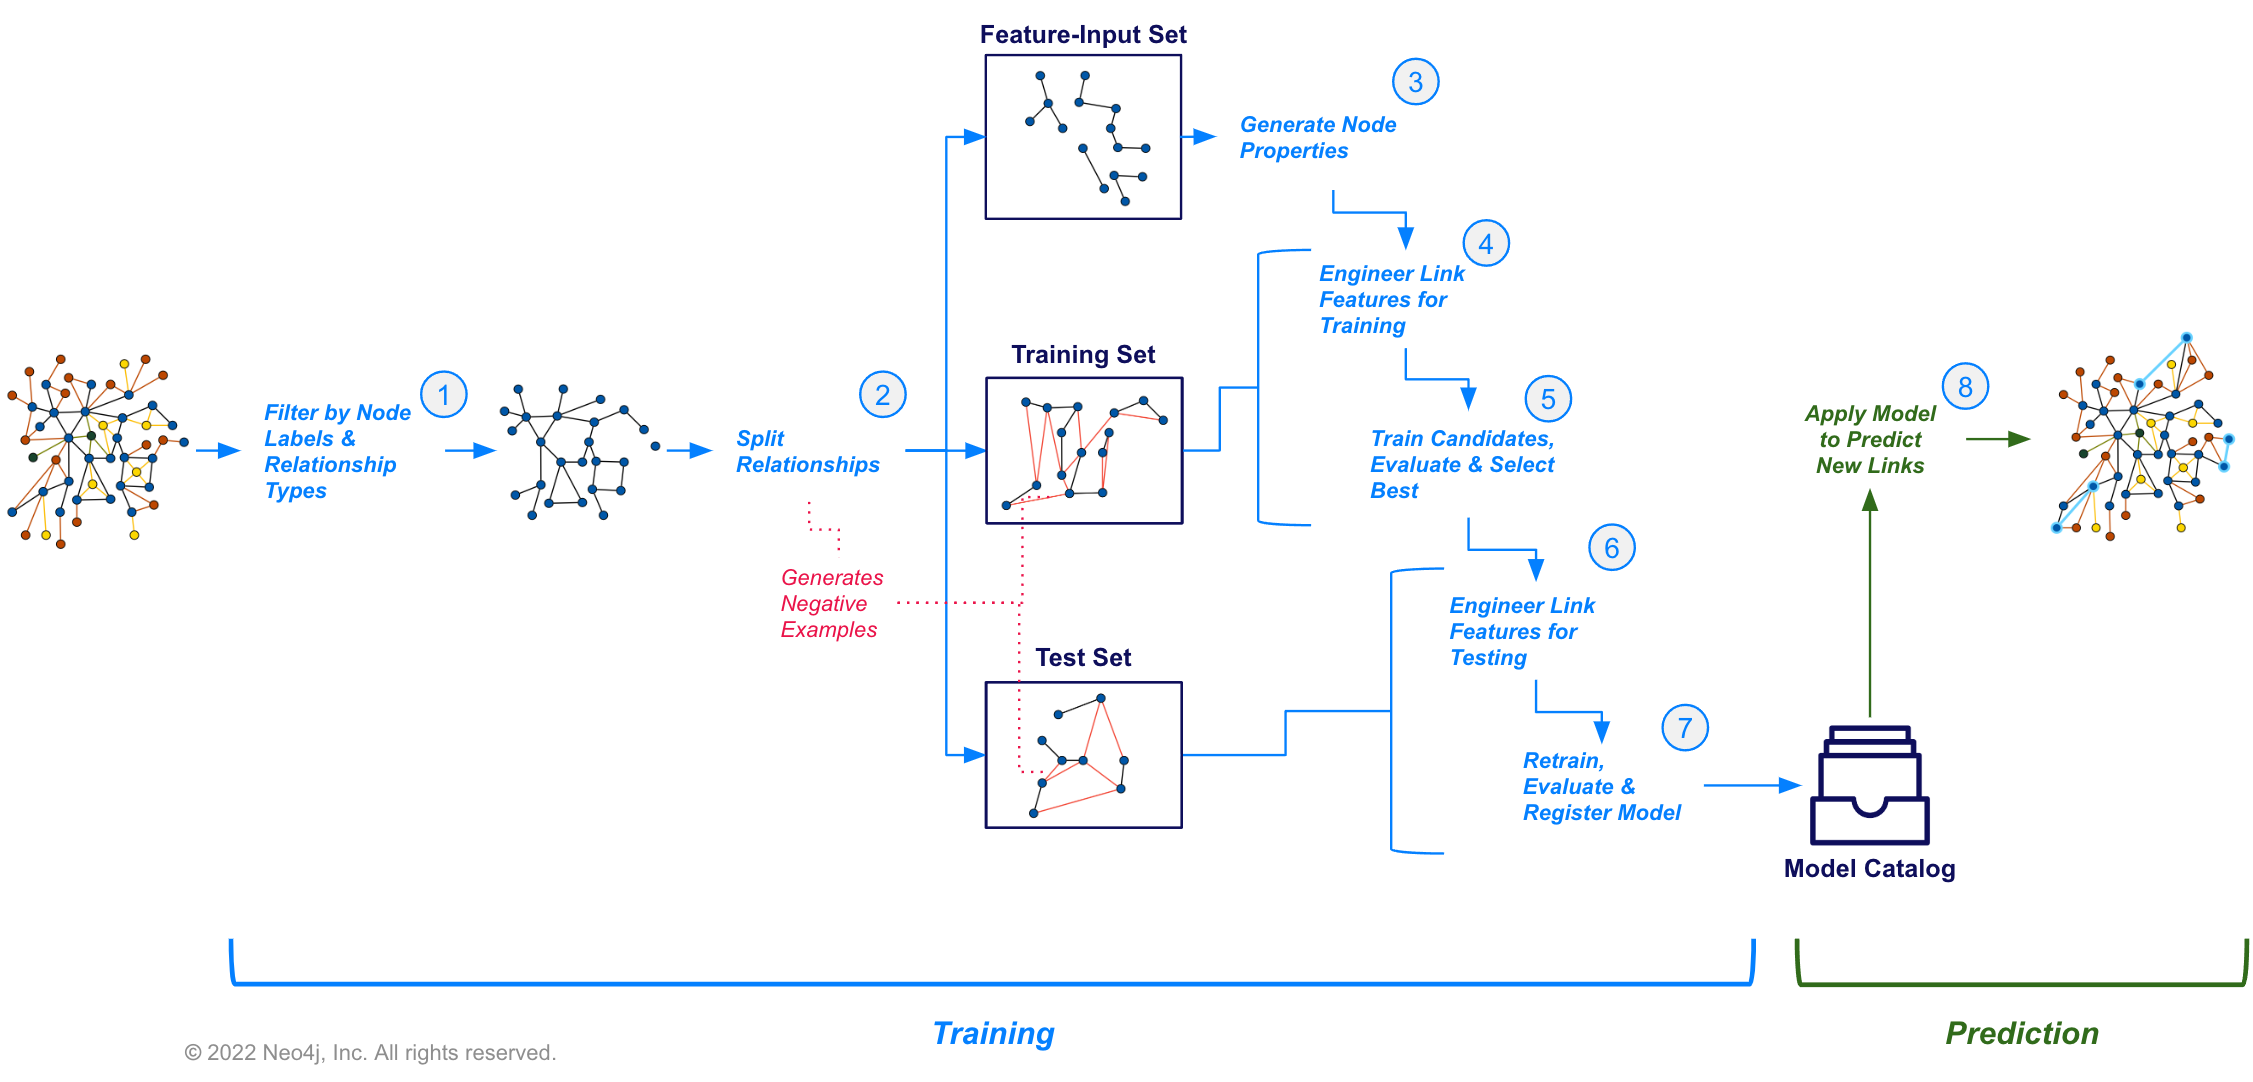 Feature-Input Set
3
Generate Node
Properties
4
Engineer Link
Features for
Training
Training Set
1
Filter by Node
Labels &
Relationship
Types
2
Split
Relationships
5
Train Candidates,
Evaluate & Select
Best
8
Apply Model
to Predict
New Links
Generates
Negative
Examples
6
Engineer Link
Features for
Testing
Test Set
7
Retrain,
Evaluate &
Register Model
Model Catalog
Training
Prediction
© 2022 Neo4j, Inc. All rights reserved.